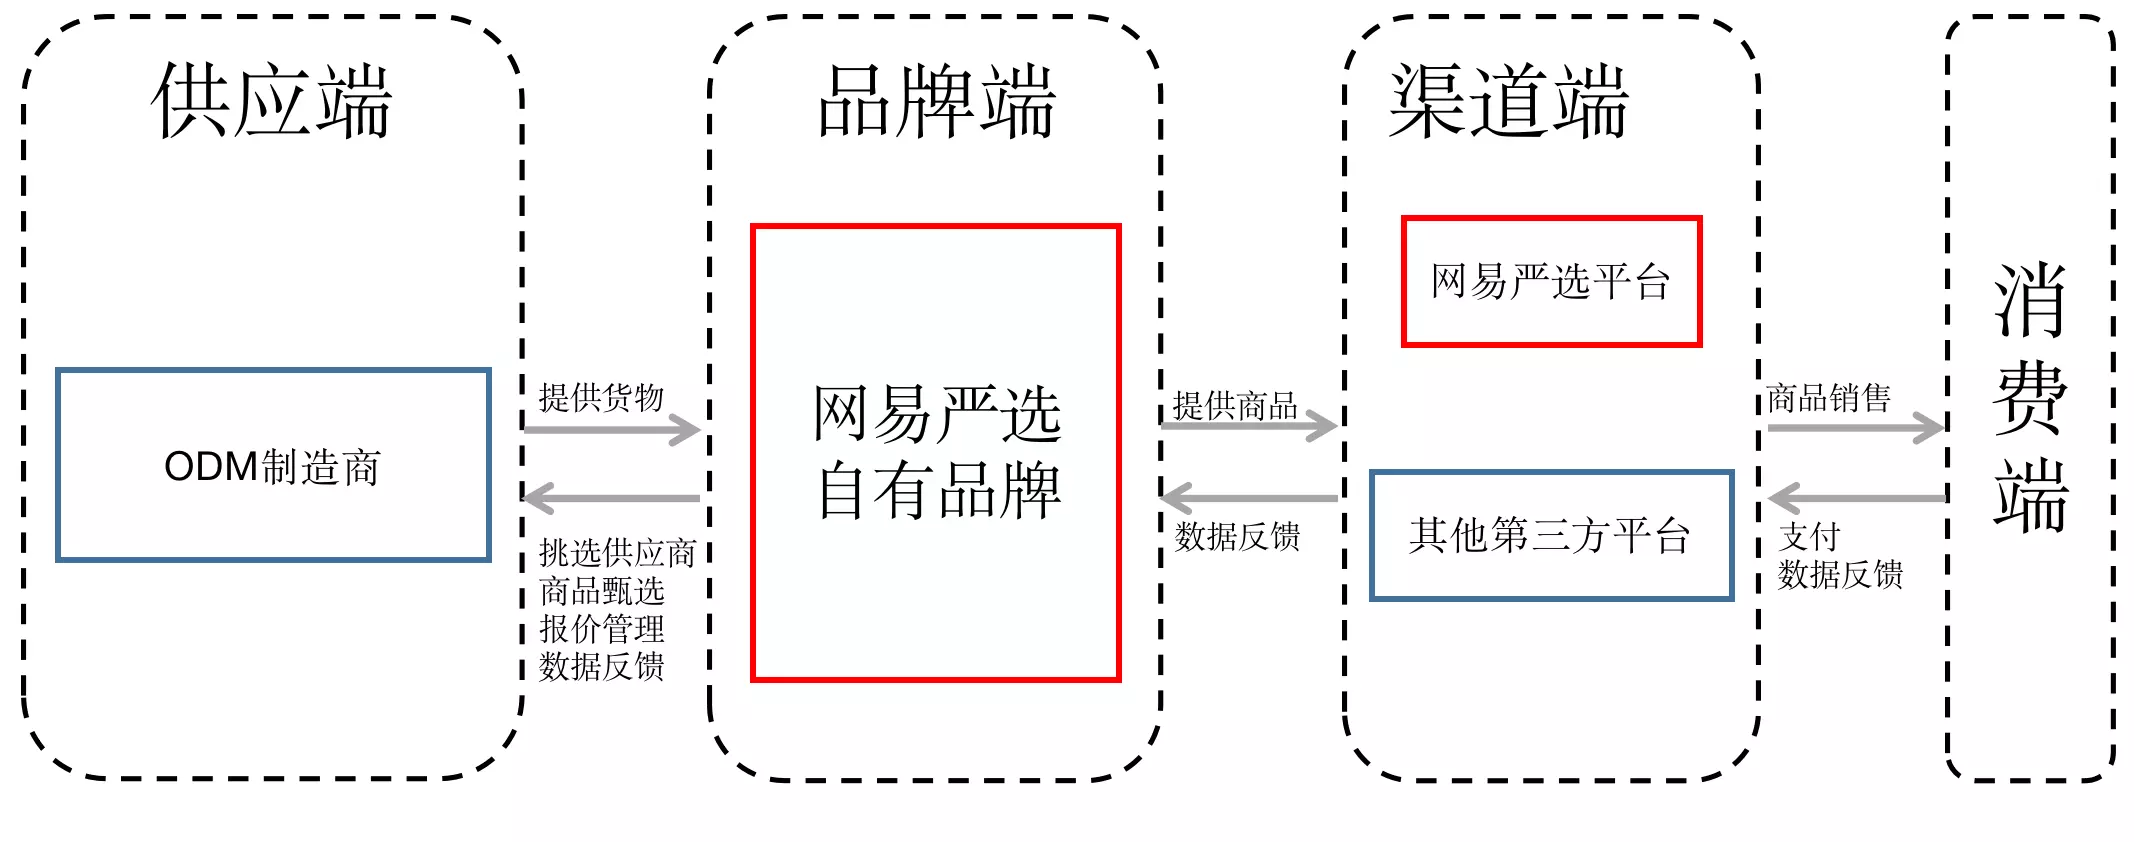 供应端
ODM制造商
提供货物
挑选供应商
商品甄选
报价管理
数据反馈
品牌端
网易严选
自有品牌
提供商品
数据反馈
渠道端
网易严选平台
其他第三方平台
商品销售
支付
数据反馈
消费端